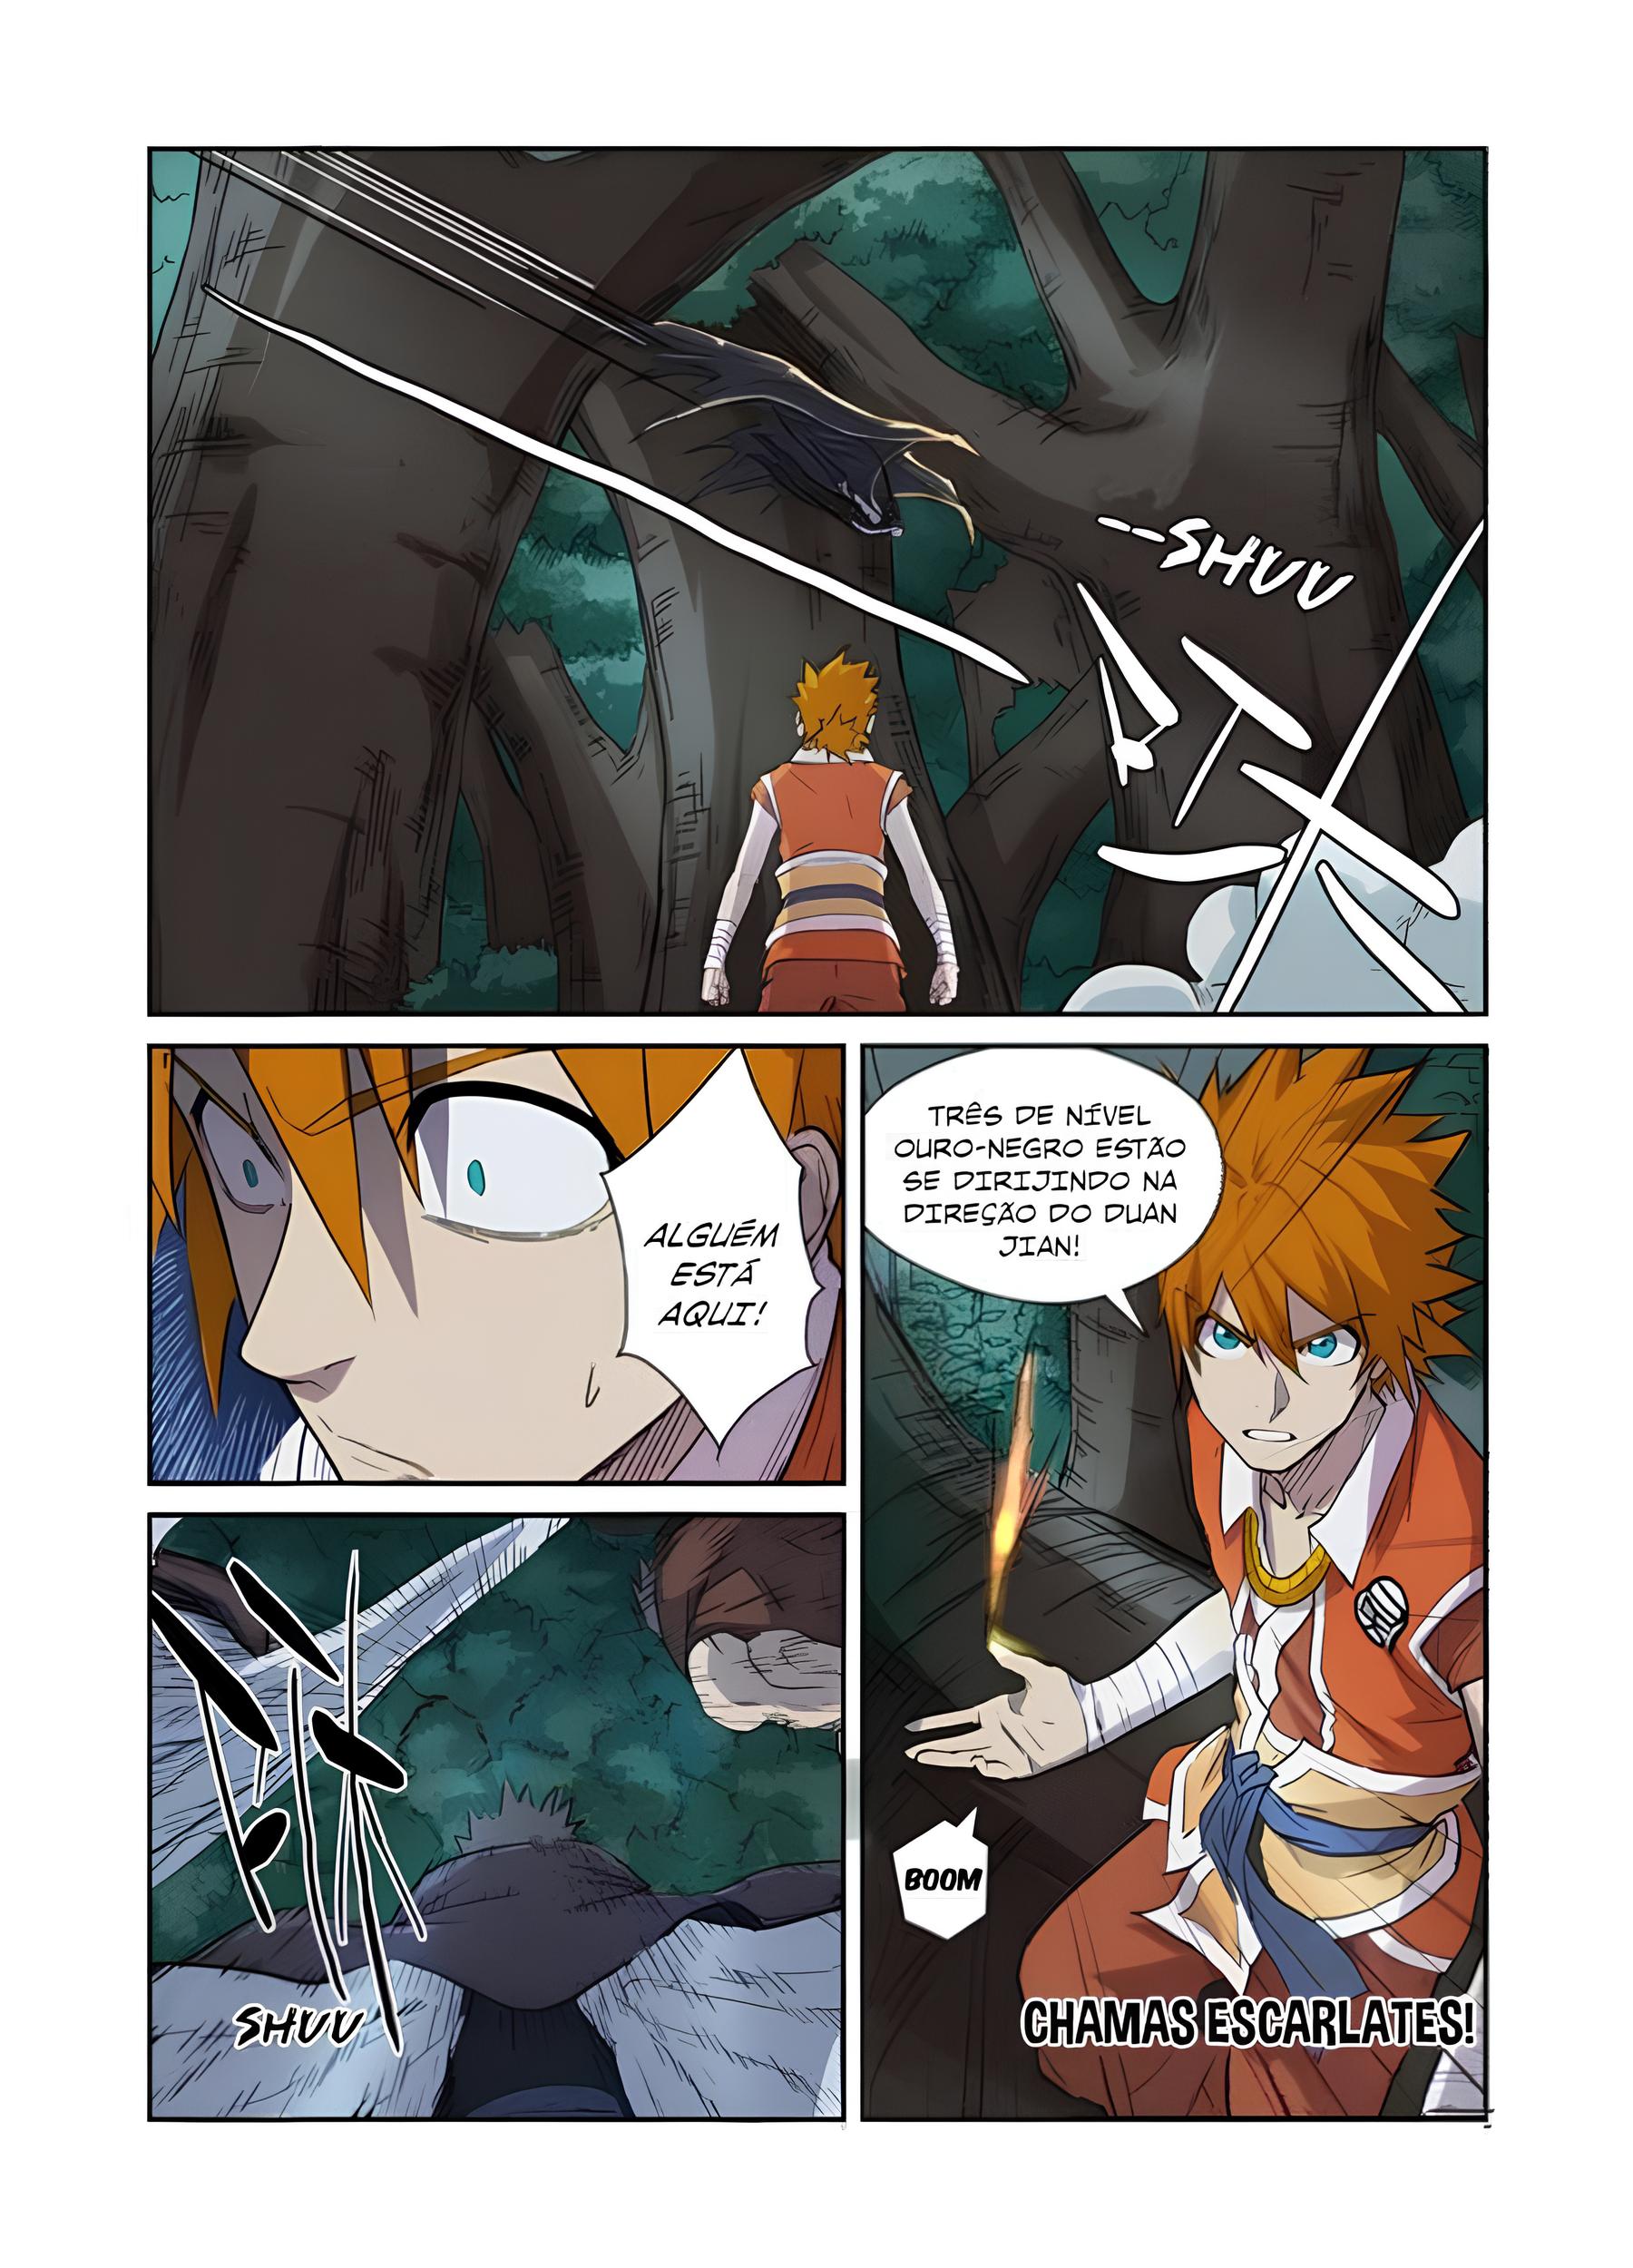 --SHUU
ALGUÉM
ESTÁ
AQUI!
TRÊS DE NÍVEL
OURO-NEGRO ESTÃO
SE DIRIJINDO NA
DIREÇÃO DO DUAN
JIAN!
BOOM
CHAMAS ESCARLATES!
SHUU